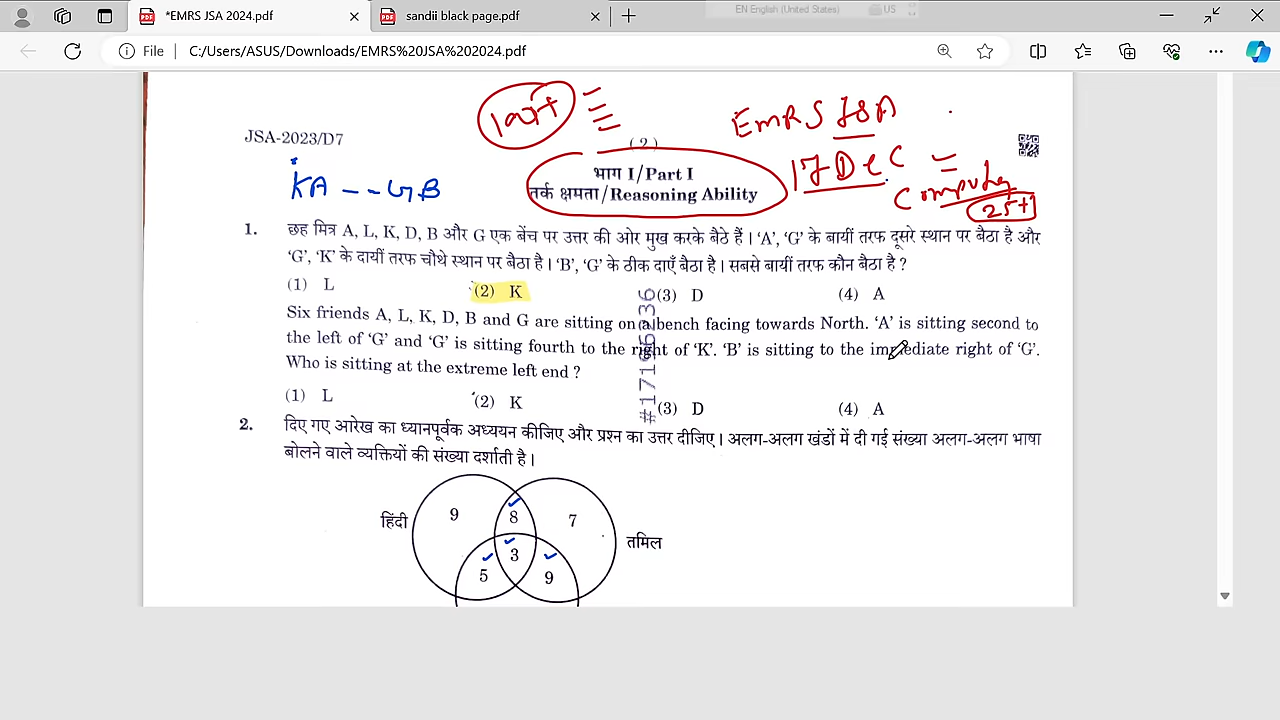 EN English (United States)
US
*EMRS JSA 2024.pdf
sandii black page.pdf
File
C:/Users/ASUS/Downloads/EMRS%20JSA%202024.pdf
Part
EMRS JSA
JSA-2023/D7
( 2 )
17 Dec
KA - - GB
भाग I/Part I
तर्क क्षमता/Reasoning Ability
Computer
25+
1. छह मित्र A, L, K, D, B और G एक बेंच पर उत्तर की ओर मुख करके बैठे हैं । ‘A’, ‘G’ के बायीं तरफ दूसरे स्थान पर बैठा है और
‘G’, ‘K’ के दायीं तरफ चौथे स्थान पर बैठा है । ‘B’, ‘G’ के ठीक दाएँ बैठा है । सबसे बायीं तरफ कौन बैठा है ?
(1) L (2) K (3) D (4) A
Six friends A, L, K, D, B and G are sitting on a bench facing towards North. ‘A’ is sitting second to
the left of ‘G’ and ‘G’ is sitting fourth to the right of ‘K’. ‘B’ is sitting to the immediate right of ‘G’.
Who is sitting at the extreme left end ?
(1) L (2) K (3) D (4) A
#17195236
2. दिए गए आरेख का ध्यानपूर्वक अध्ययन कीजिए और प्रश्न का उत्तर दीजिए । अलग-अलग खंडों में दी गई संख्या अलग-अलग भाषा
बोलने वाले व्यक्तियों की संख्या दर्शाती है ।
हिंदी 9 8 7
तमिल
3
5 9